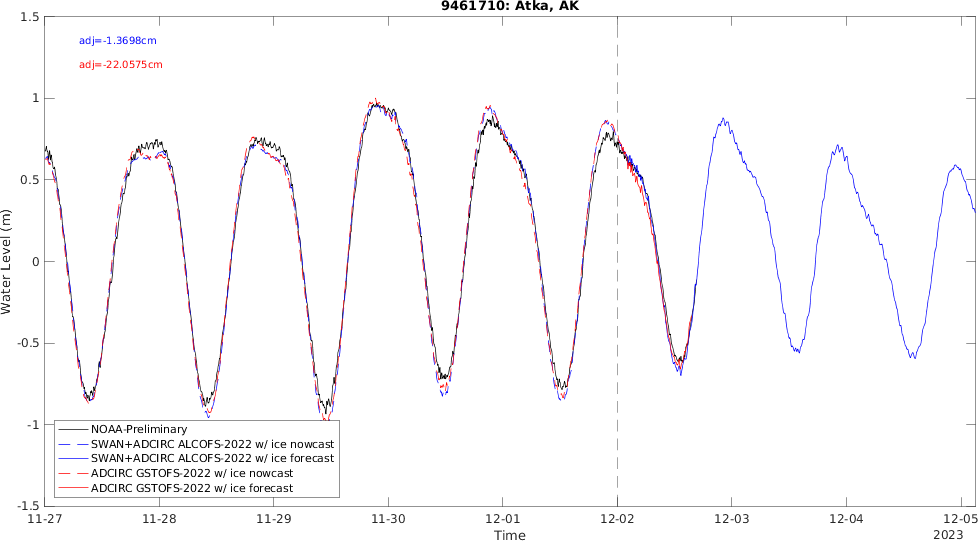 9461710: Atka, AK
adj=-1.3698cm
adj=-22.0575cm
1.5
1
0.5
0
-0.5
-1
-1.5
Water Level (m)
NOAA-Preliminary
SWAN+ADCIRC ALCOFS-2022 w/ ice nowcast
SWAN+ADCIRC ALCOFS-2022 w/ ice forecast
ADCIRC GSTOFS-2022 w/ ice nowcast
ADCIRC GSTOFS-2022 w/ ice forecast
11-27 11-28 11-29 11-30 12-01 12-02 12-03 12-04 12-05
Time
2023